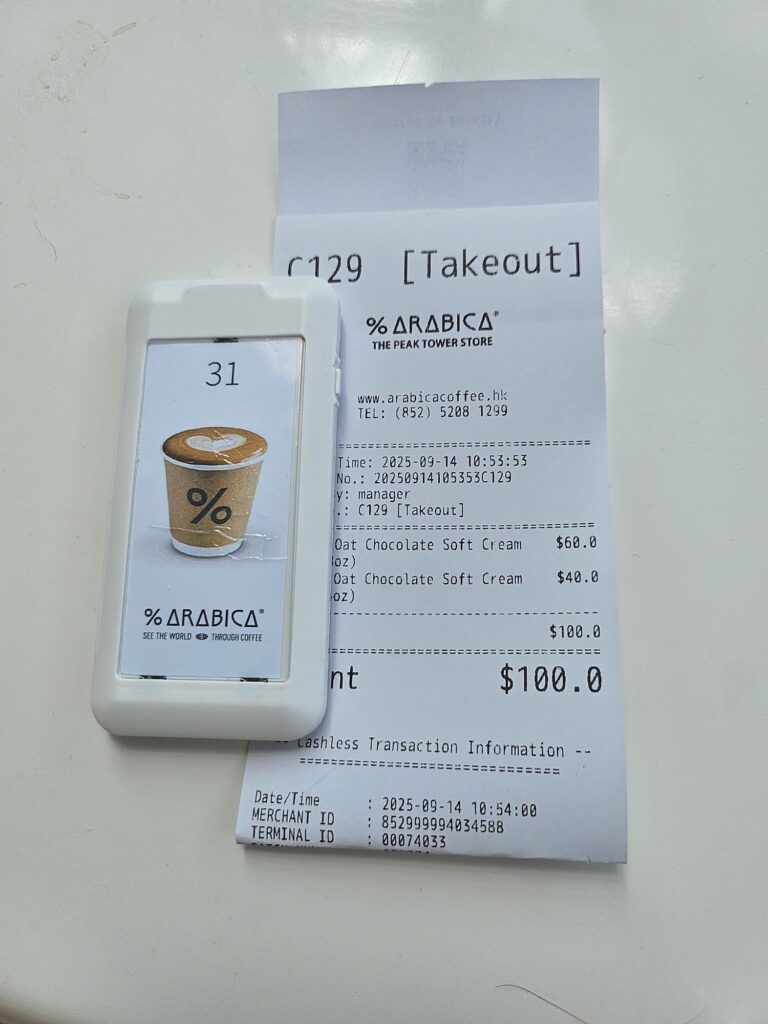 C129 [Takeout]
% ARABICA®
THE PEAK TOWER STORE
www.arabicacoffee.hk
TEL: (852) 5208 1299
Time: 2025-09-14 10:53:53
No.: 20250914105353C129
y: manager
.: C129 [Takeout]
Oat Chocolate Soft Cream $60.0
oz)
Oat Chocolate Soft Cream $40.0
oz)
$100.0
nt $100.0
Cashless Transaction Information --
Date/Time : 2025-09-14 10:54:00
MERCHANT ID : 852999994034588
TERMINAL ID : 00074033
31
%
% ARABICA®
SEE THE WORLD THROUGH COFFEE